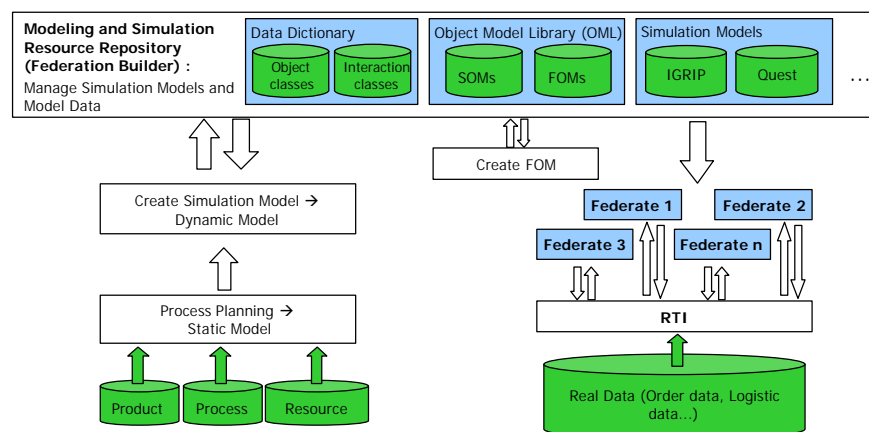 Modeling and Simulation
Resource Repository
(Federation Builder) :
Manage Simulation Models and
Model Data
Data Dictionary
Object
classes
Interaction
classes
Object Model Library (OML)
SOMs
FOMs
Simulation Models
IGRIP
Quest
...
Create FOM
Create Simulation Model →
Dynamic Model
Federate 1
Federate 2
Federate 3
Federate n
Process Planning →
Static Model
RTI
Product
Process
Resource
Real Data (Order data, Logistic
data...)